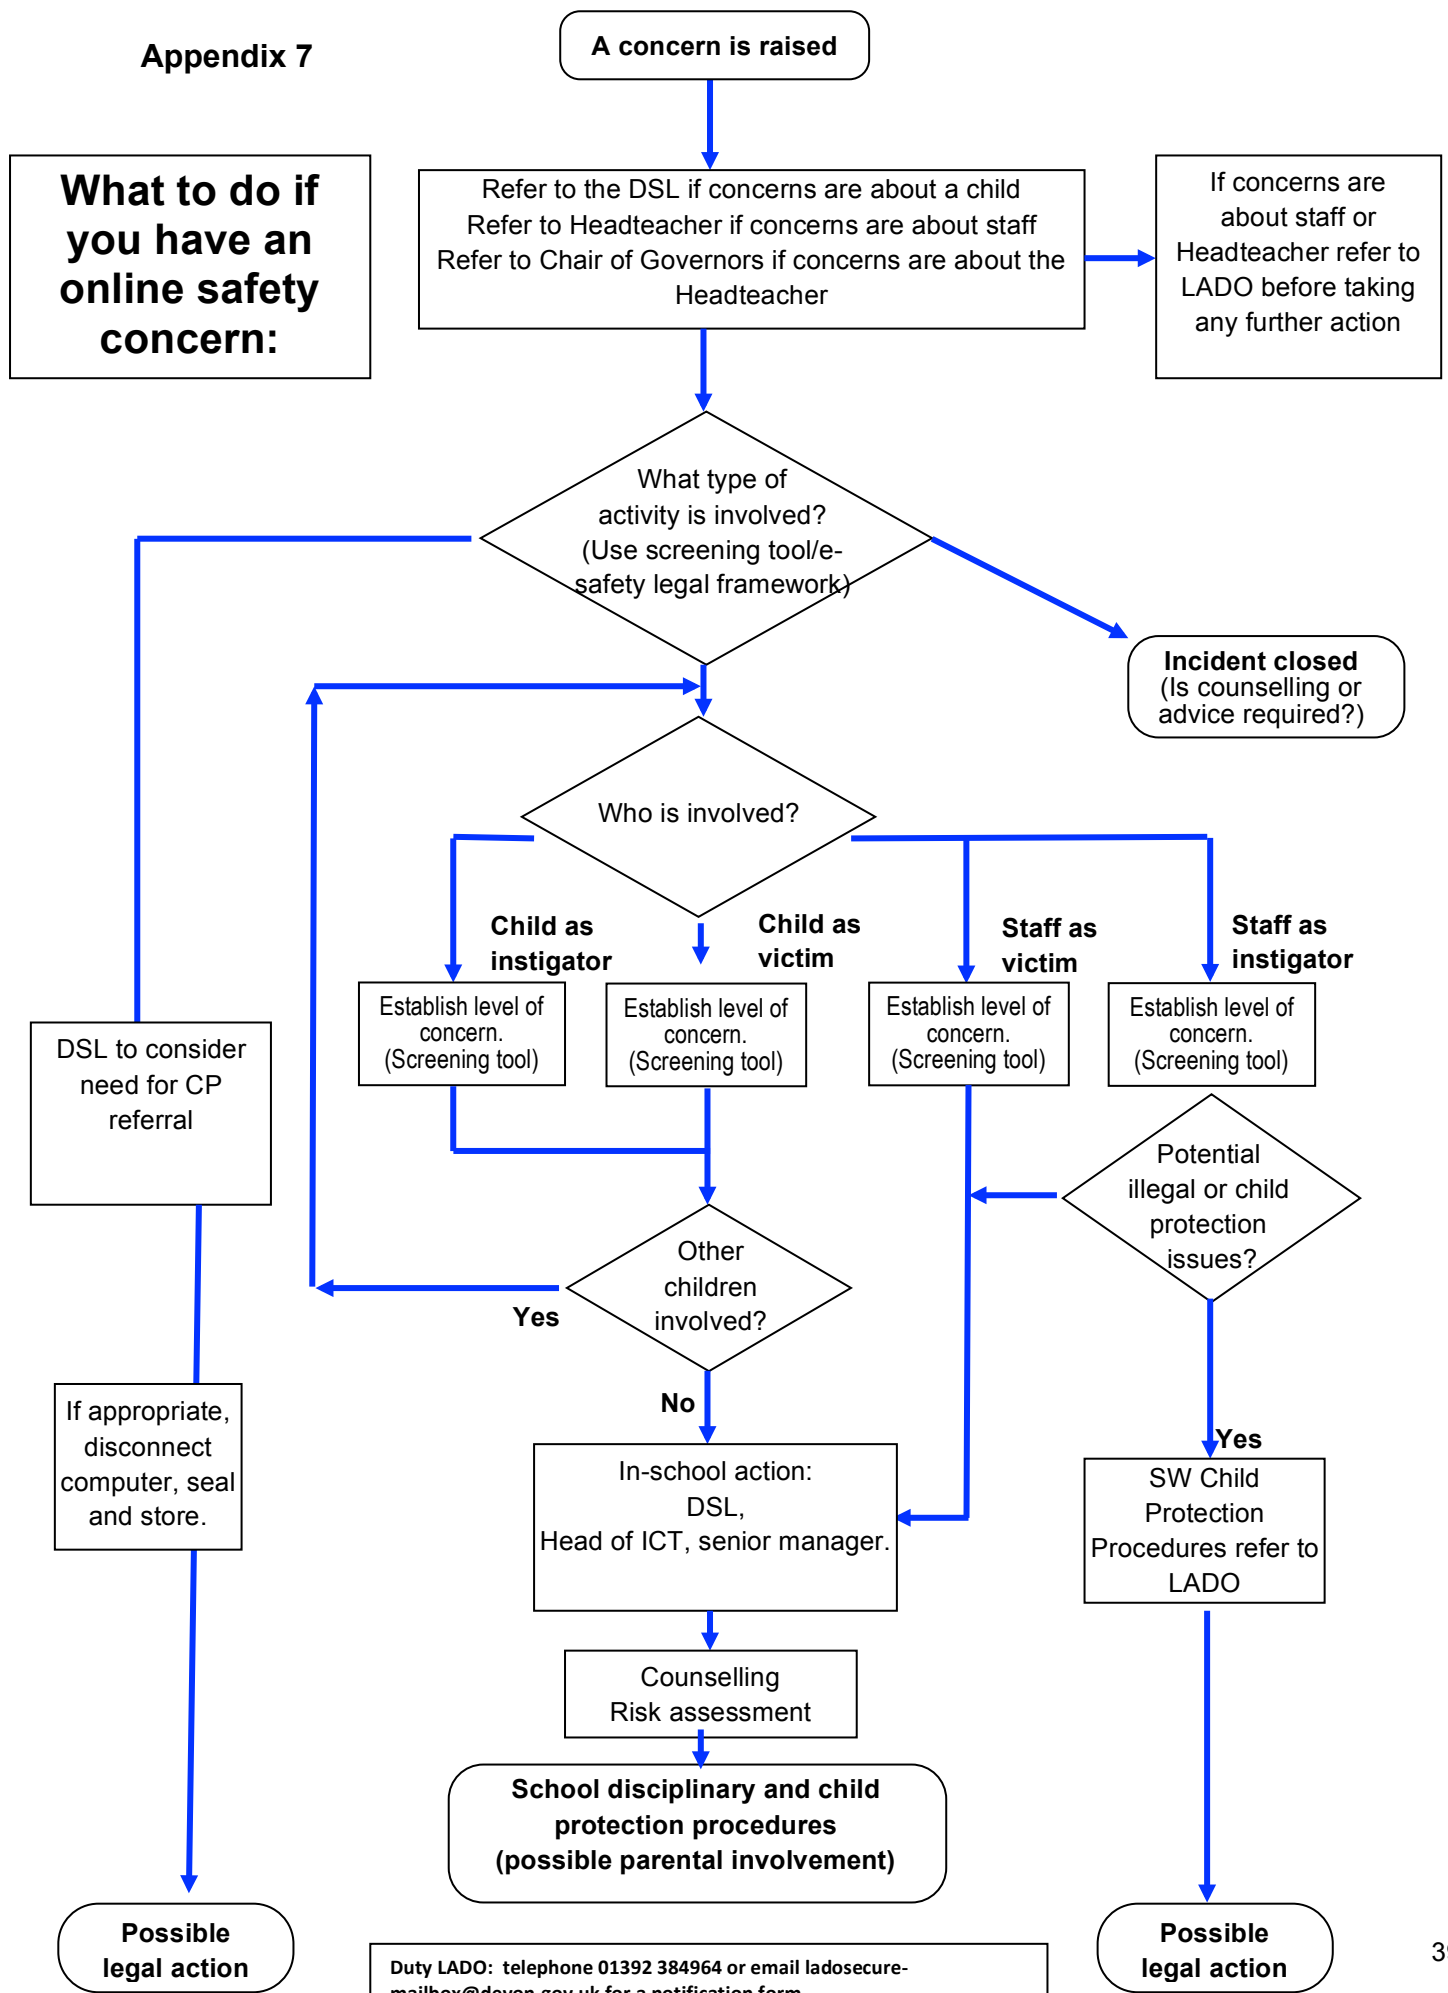 Appendix 7
A concern is raised
What to do if
you have an
online safety
concern:
Refer to the DSL if concerns are about a child
Refer to Headteacher if concerns are about staff
Refer to Chair of Governors if concerns are about the
Headteacher
If concerns are
about staff or
Headteacher refer to
LADO before taking
any further action
What type of
activity is involved?
(Use screening tool/e-
safety legal framework)
Incident closed
(Is counselling or
advice required?)
Who is involved?
Child as
instigator
Child as
victim
Staff as
victim
Staff as
instigator
Establish level of
concern.
(Screening tool)
Establish level of
concern.
(Screening tool)
Establish level of
concern.
(Screening tool)
Establish level of
concern.
(Screening tool)
DSL to consider
need for CP
referral
Potential
illegal or child
protection
issues?
Other
children
involved?
Yes
No
Yes
If appropriate,
disconnect
computer, seal
and store.
In-school action:
DSL,
Head of ICT, senior manager.
SW Child
Protection
Procedures refer to
LADO
Counselling
Risk assessment
School disciplinary and child
protection procedures
(possible parental involvement)
Possible
legal action
Possible
legal action
Duty LADO: telephone 01392 384964 or email ladosecure-
mailbox@devon.gov.uk for a notification form